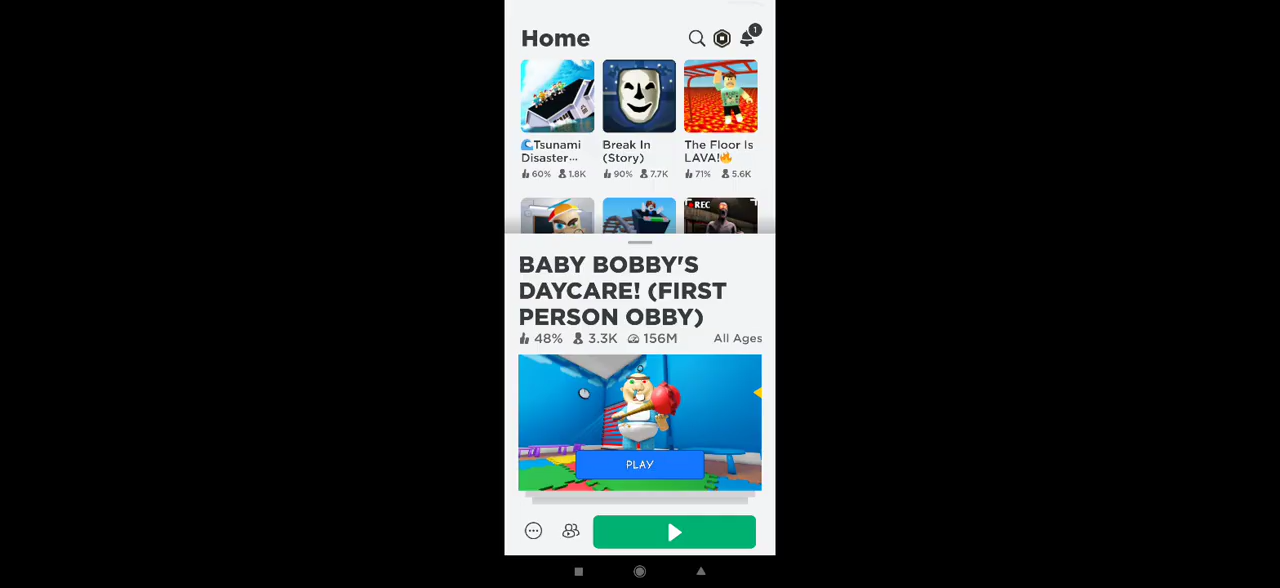 Home
1
🌊Tsunami
Disaster...
Break In
(Story)
The Floor Is
LAVA!🔥
60% 1.8K
90% 7.7K
71% 5.6K
REC
BABY BOBBY'S
DAYCARE! (FIRST
PERSON OBBY)
48% 3.3K 156M All Ages
PLAY